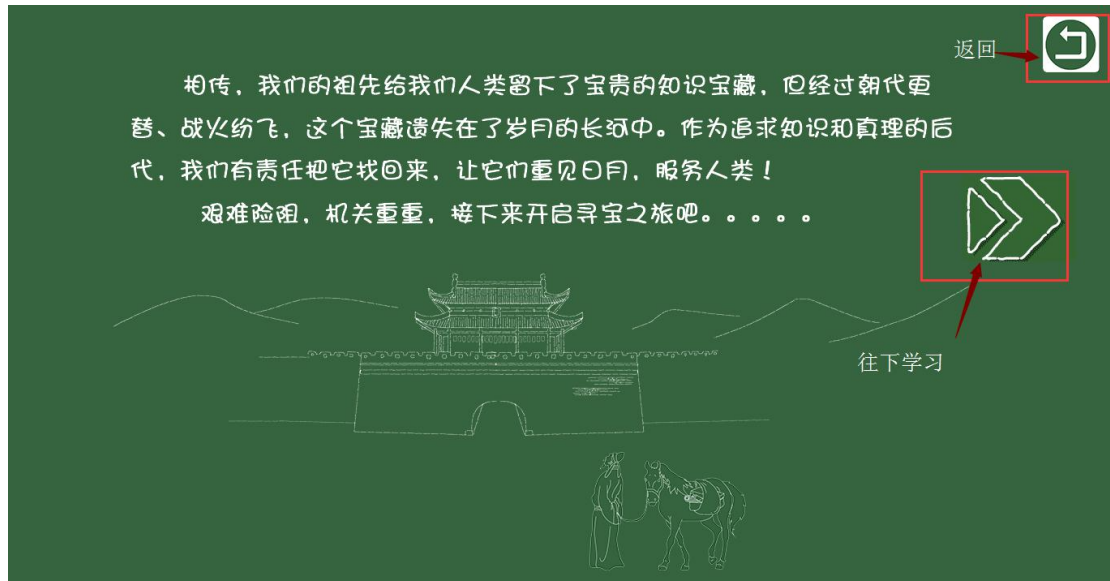 相传，我们的祖先给我们人类留下了宝贵的知识宝藏，但经过朝代更
替、战火纷飞，这个宝藏遗失在了岁月的长河中。作为追求知识和真理的后
代，我们有责任把它找回来，让它们重见日月，服务人类！
艰难险阻，机关重重，接下来开启寻宝之旅吧。。。。。
返回
往下学习